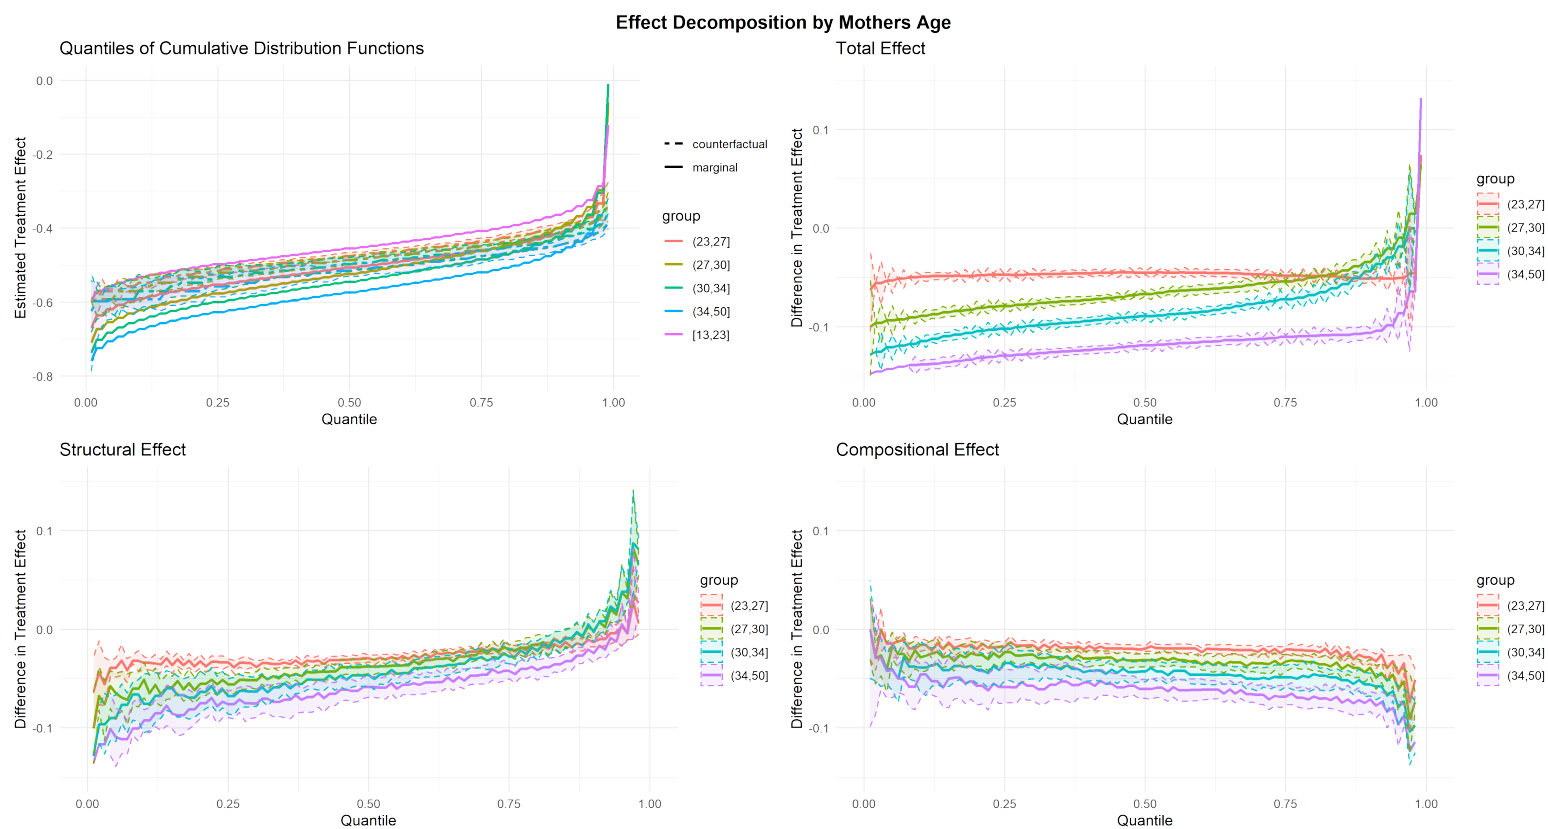 Effect Decomposition by Mothers Age
Quantiles of Cumulative Distribution Functions
Estimated Treatment Effect
0.0
-0.2
-0.4
-0.6
-0.8
0.00 0.25 0.50 0.75 1.00
Quantile
counterfactual
marginal
group
(23,27]
(27,30]
(30,34]
(34,50]
[13,23]
Total Effect
Difference in Treatment Effect
0.1
0.0
-0.1
0.00 0.25 0.50 0.75 1.00
Quantile
group
(23,27]
(27,30]
(30,34]
(34,50]
Structural Effect
Difference in Treatment Effect
0.1
0.0
-0.1
0.00 0.25 0.50 0.75 1.00
Quantile
group
(23,27]
(27,30]
(30,34]
(34,50]
Compositional Effect
Difference in Treatment Effect
0.1
0.0
-0.1
0.00 0.25 0.50 0.75 1.00
Quantile
group
(23,27]
(27,30]
(30,34]
(34,50]